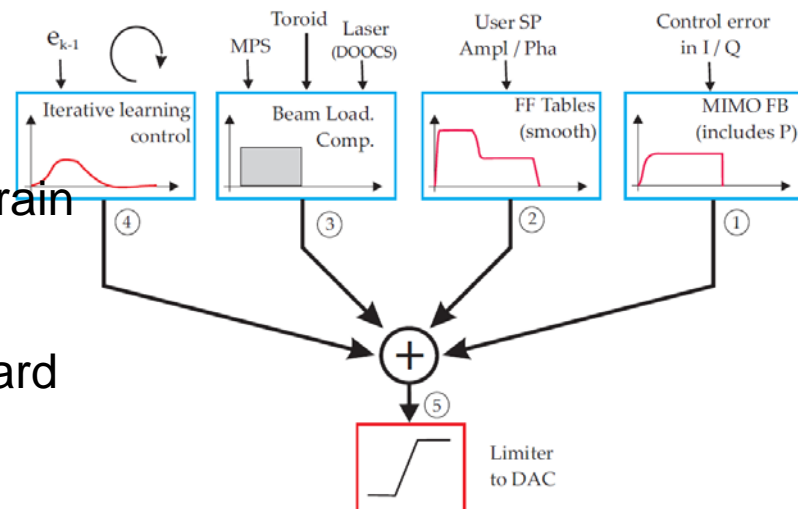 e_{k-1}
MPS
Toroid
Laser
(DOOCS)
User SP
Ampl / Pha
Control error
in I / Q
Iterative learning
control
Beam Load.
Comp.
FF Tables
(smooth)
MIMO FB
(includes P)
rain
4
3
2
1
ard
+
5
Limiter
to DAC